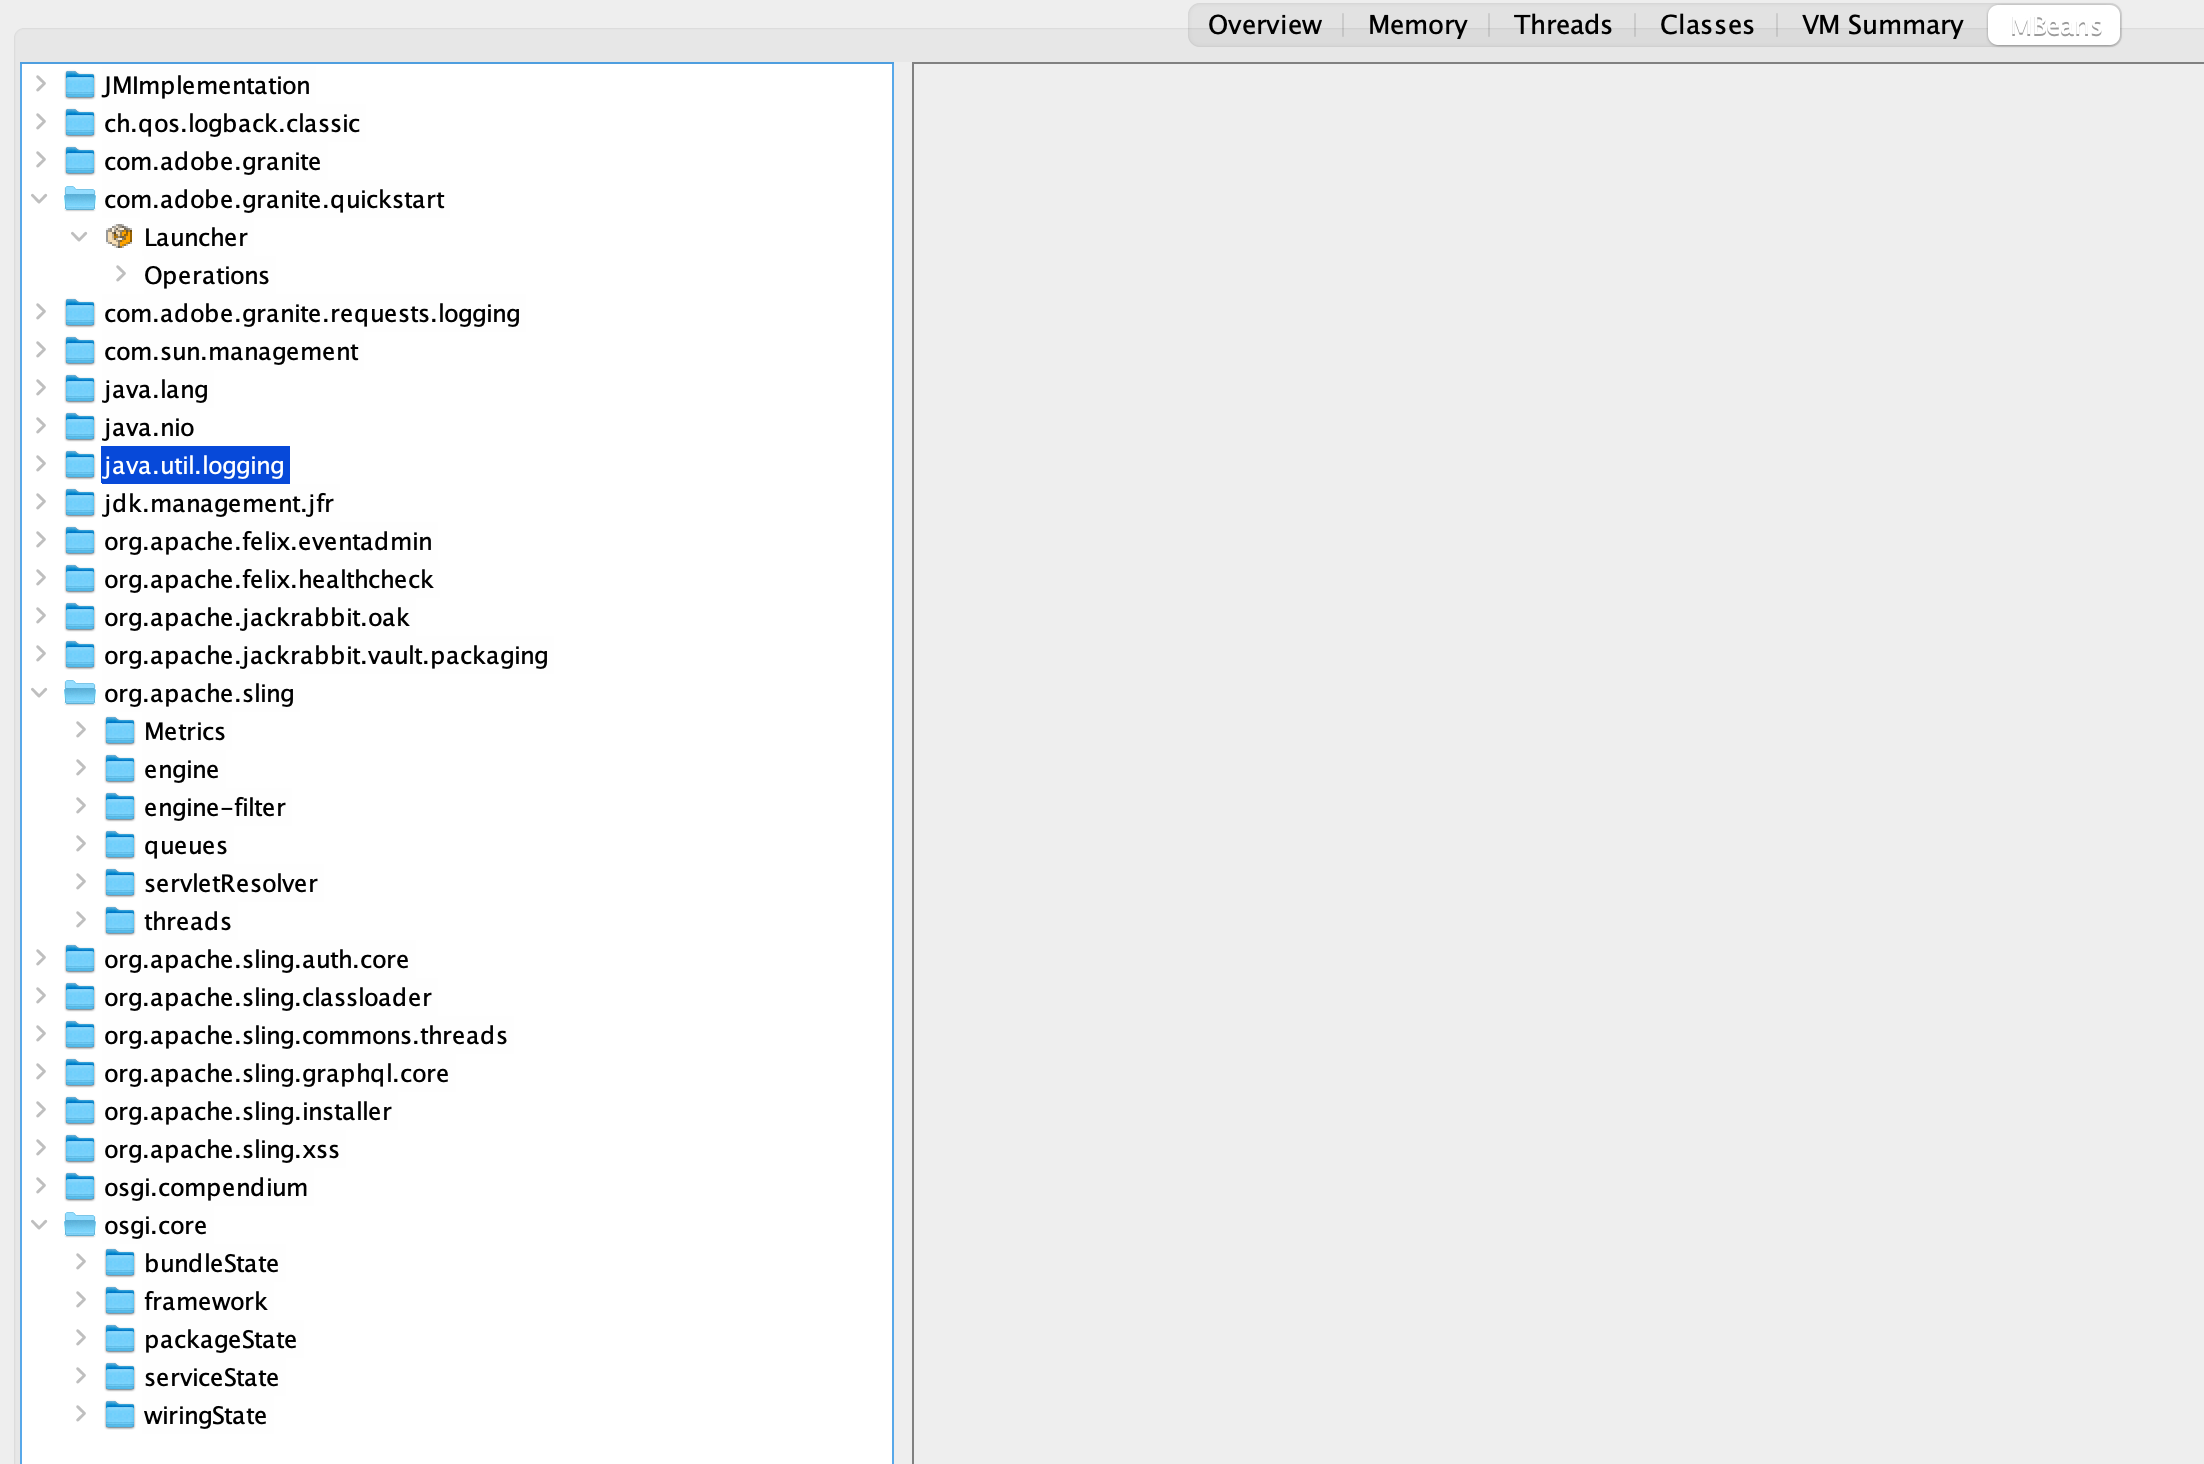 Overview Memory Threads Classes VM Summary MBeans
JMImplementation
ch.qos.logback.classic
com.adobe.granite
com.adobe.granite.quickstart
Launcher
Operations
com.adobe.granite.requests.logging
com.sun.management
java.lang
java.nio
java.util.logging
jdk.management.jfr
org.apache.felix.eventadmin
org.apache.felix.healthcheck
org.apache.jackrabbit.oak
org.apache.jackrabbit.vault.packaging
org.apache.sling
Metrics
engine
engine-filter
queues
servletResolver
threads
org.apache.sling.auth.core
org.apache.sling.classloader
org.apache.sling.commons.threads
org.apache.sling.graphql.core
org.apache.sling.installer
org.apache.sling.xss
osgi.compendium
osgi.core
bundleState
framework
packageState
serviceState
wiringState